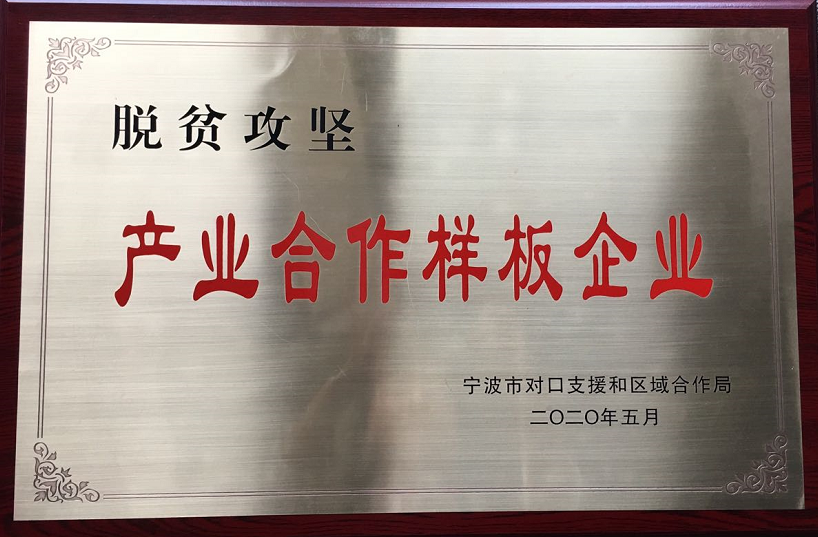 脱贫攻坚
产业合作样板企业
宁波市对口支援和区域合作局
二〇二〇年五月